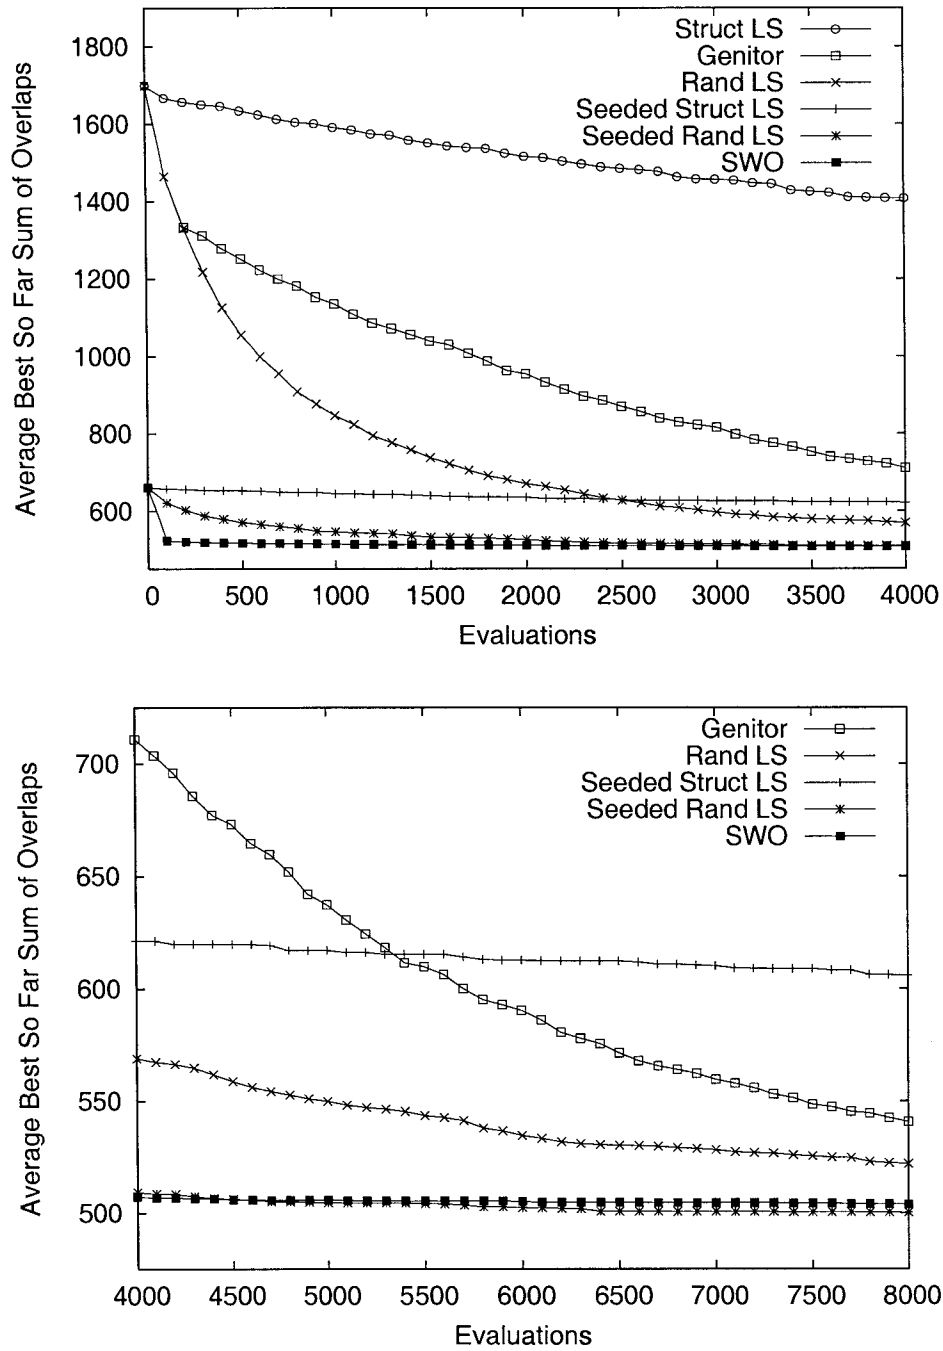 Average Best So Far Sum of Overlaps
1800
1600
1400
1200
1000
800
600
Struct LS
Genitor
Rand LS
Seeded Struct LS
Seeded Rand LS
SWO
0 500 1000 1500 2000 2500 3000 3500 4000
Evaluations
Average Best So Far Sum of Overlaps
700
650
600
550
500
Genitor
Rand LS
Seeded Struct LS
Seeded Rand LS
SWO
4000 4500 5000 5500 6000 6500 7000 7500 8000
Evaluations